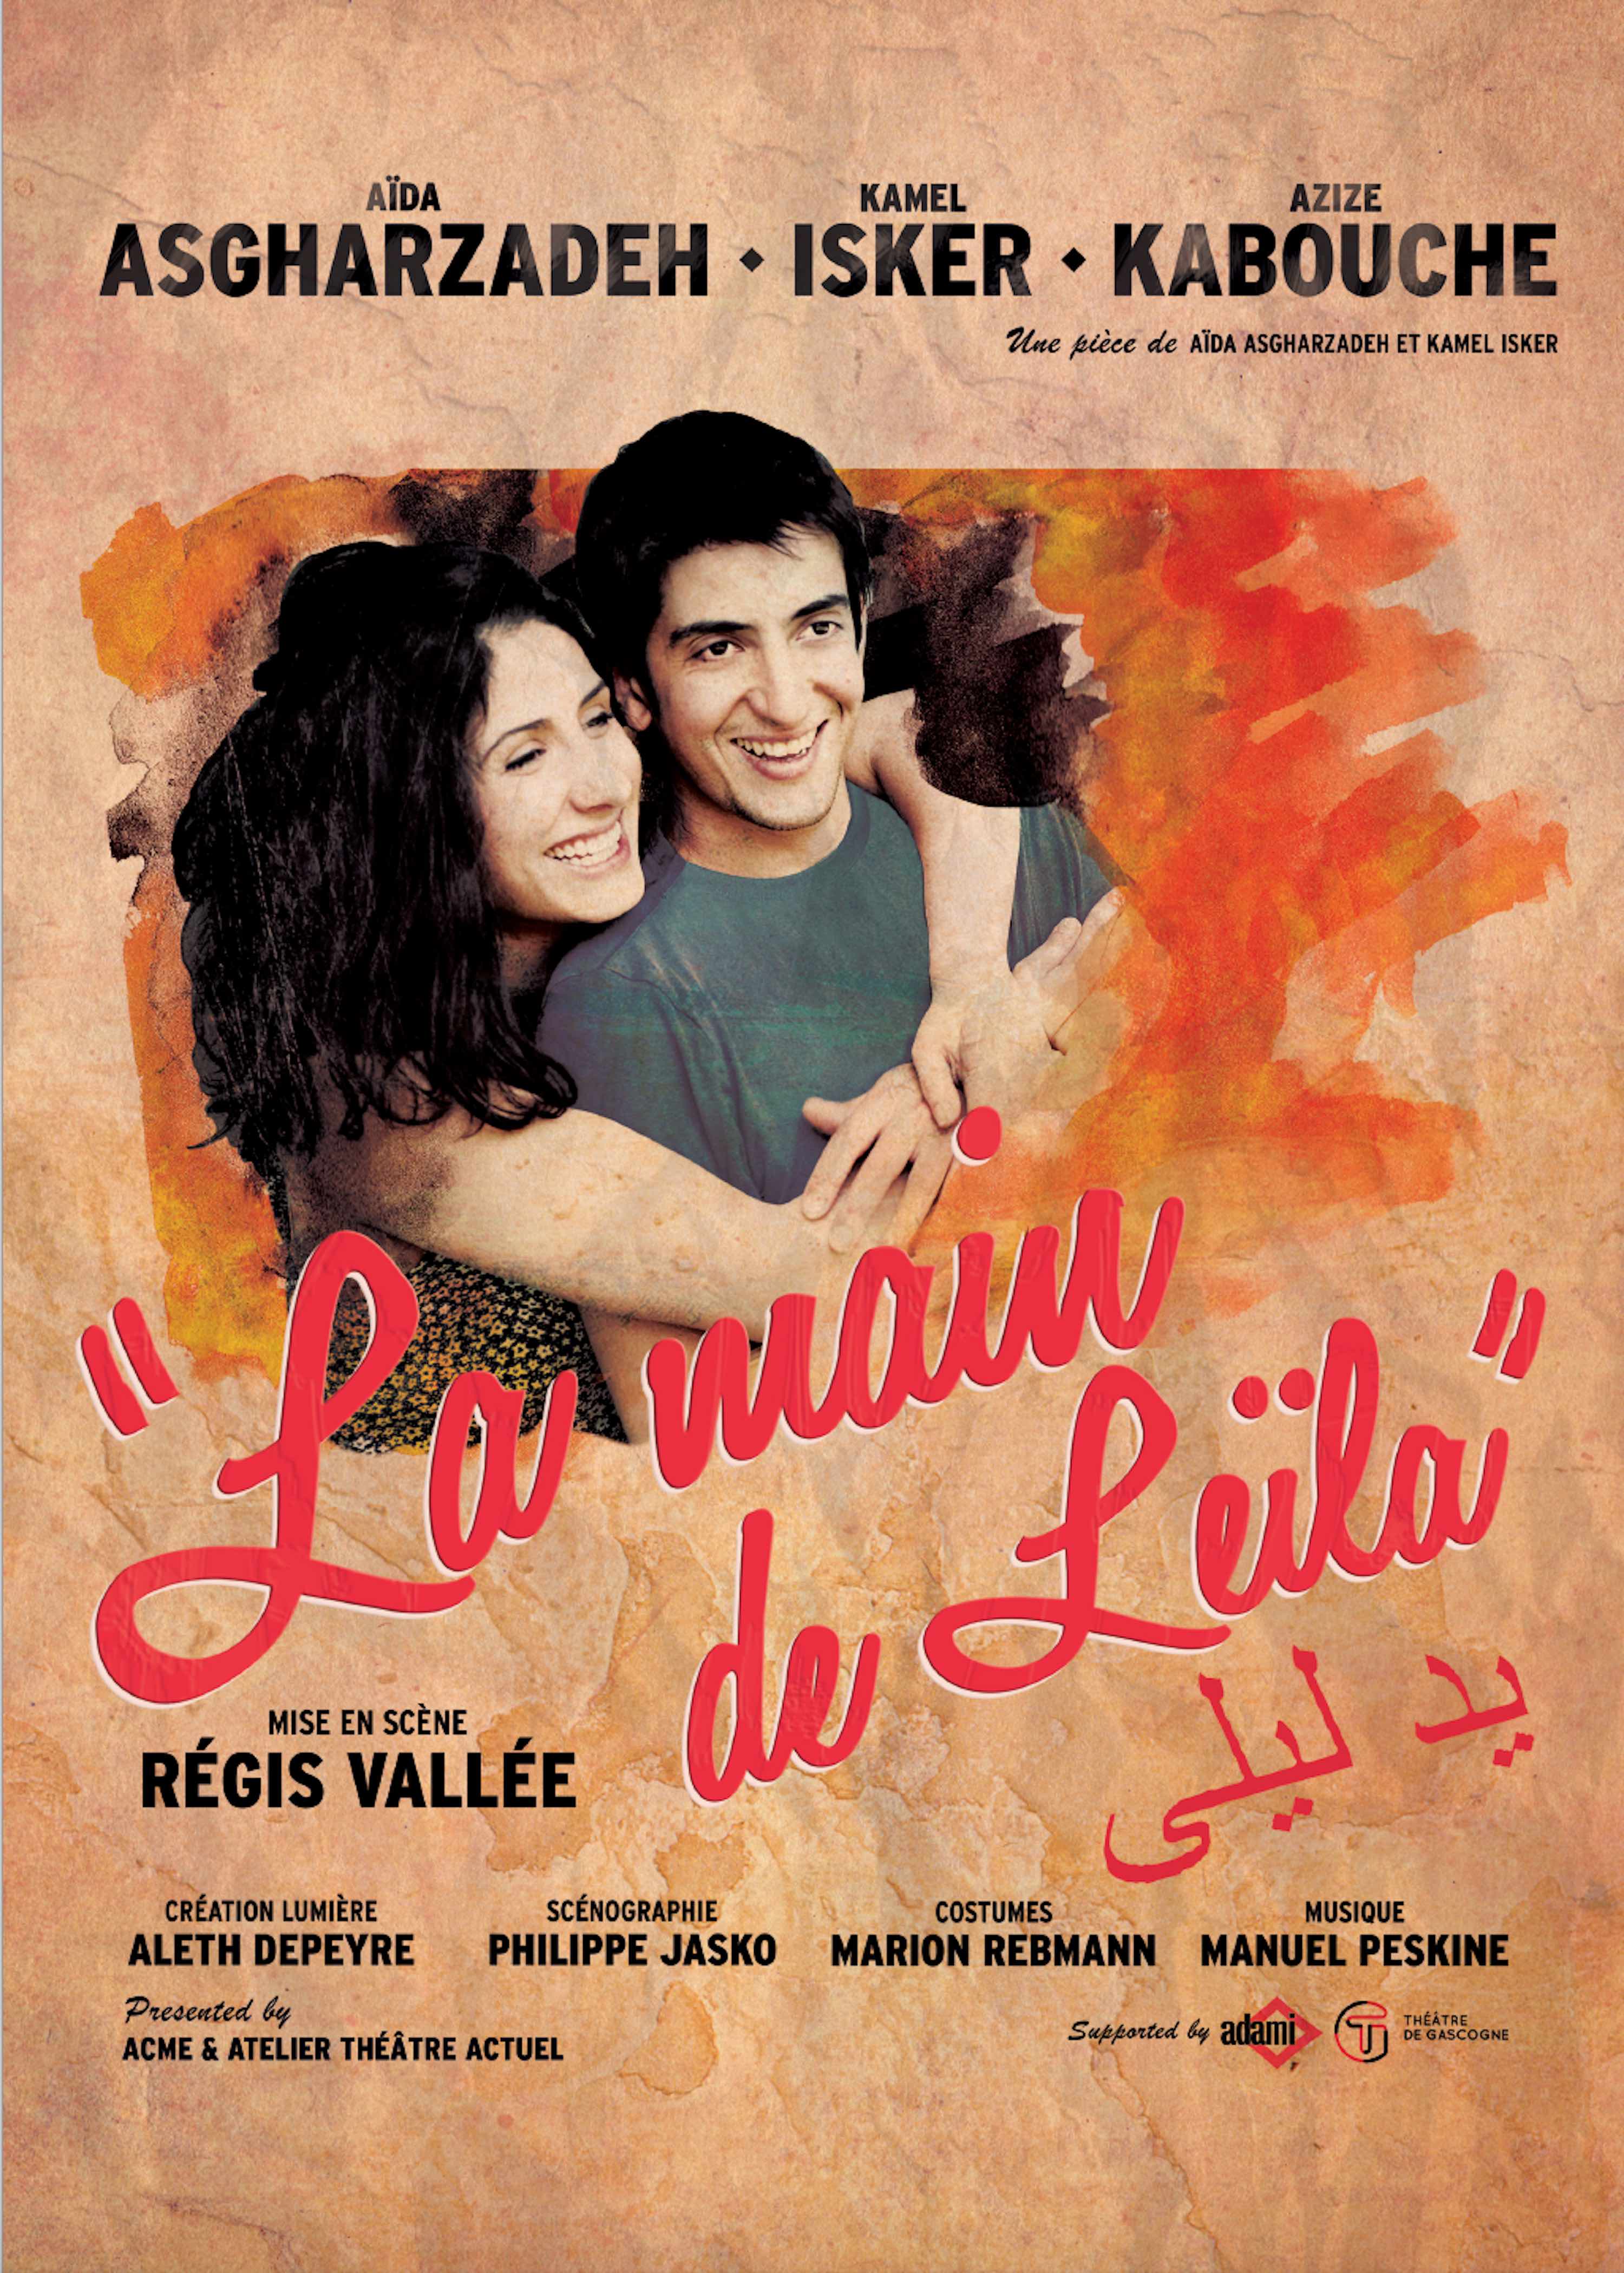 AÏDA KAMEL AZIZE
ASGHARZADEH ◆ ISKER ◆ KABOUCHE
Une pièce de AÏDA ASGHARZADEH ET KAMEL ISKER
"La main
de Leïla"
يد ليلى
MISE EN SCÈNE
RÉGIS VALLÉE
CRÉATION LUMIÈRE
ALETH DEPEYRE
SCÉNOGRAPHIE
PHILIPPE JASKO
COSTUMES
MARION REBMANN
MUSIQUE
MANUEL PESKINE
Presented by
ACME & ATELIER THÉÂTRE ACTUEL
Supported by adami
THÉÂTRE
DE GASCOGNE